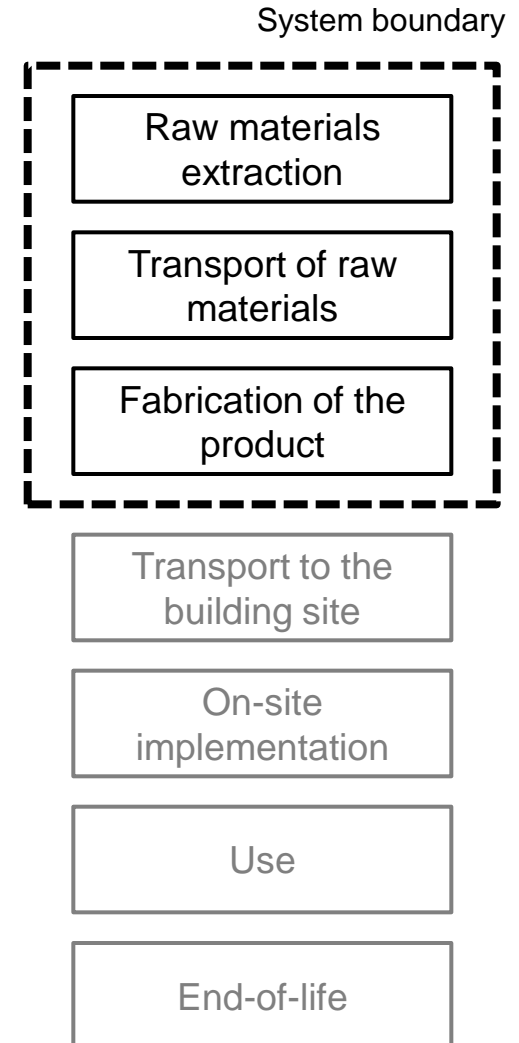 System boundary
Raw materials
extraction
Transport of raw
materials
Fabrication of the
product
Transport to the
building site
On-site
implementation
Use
End-of-life